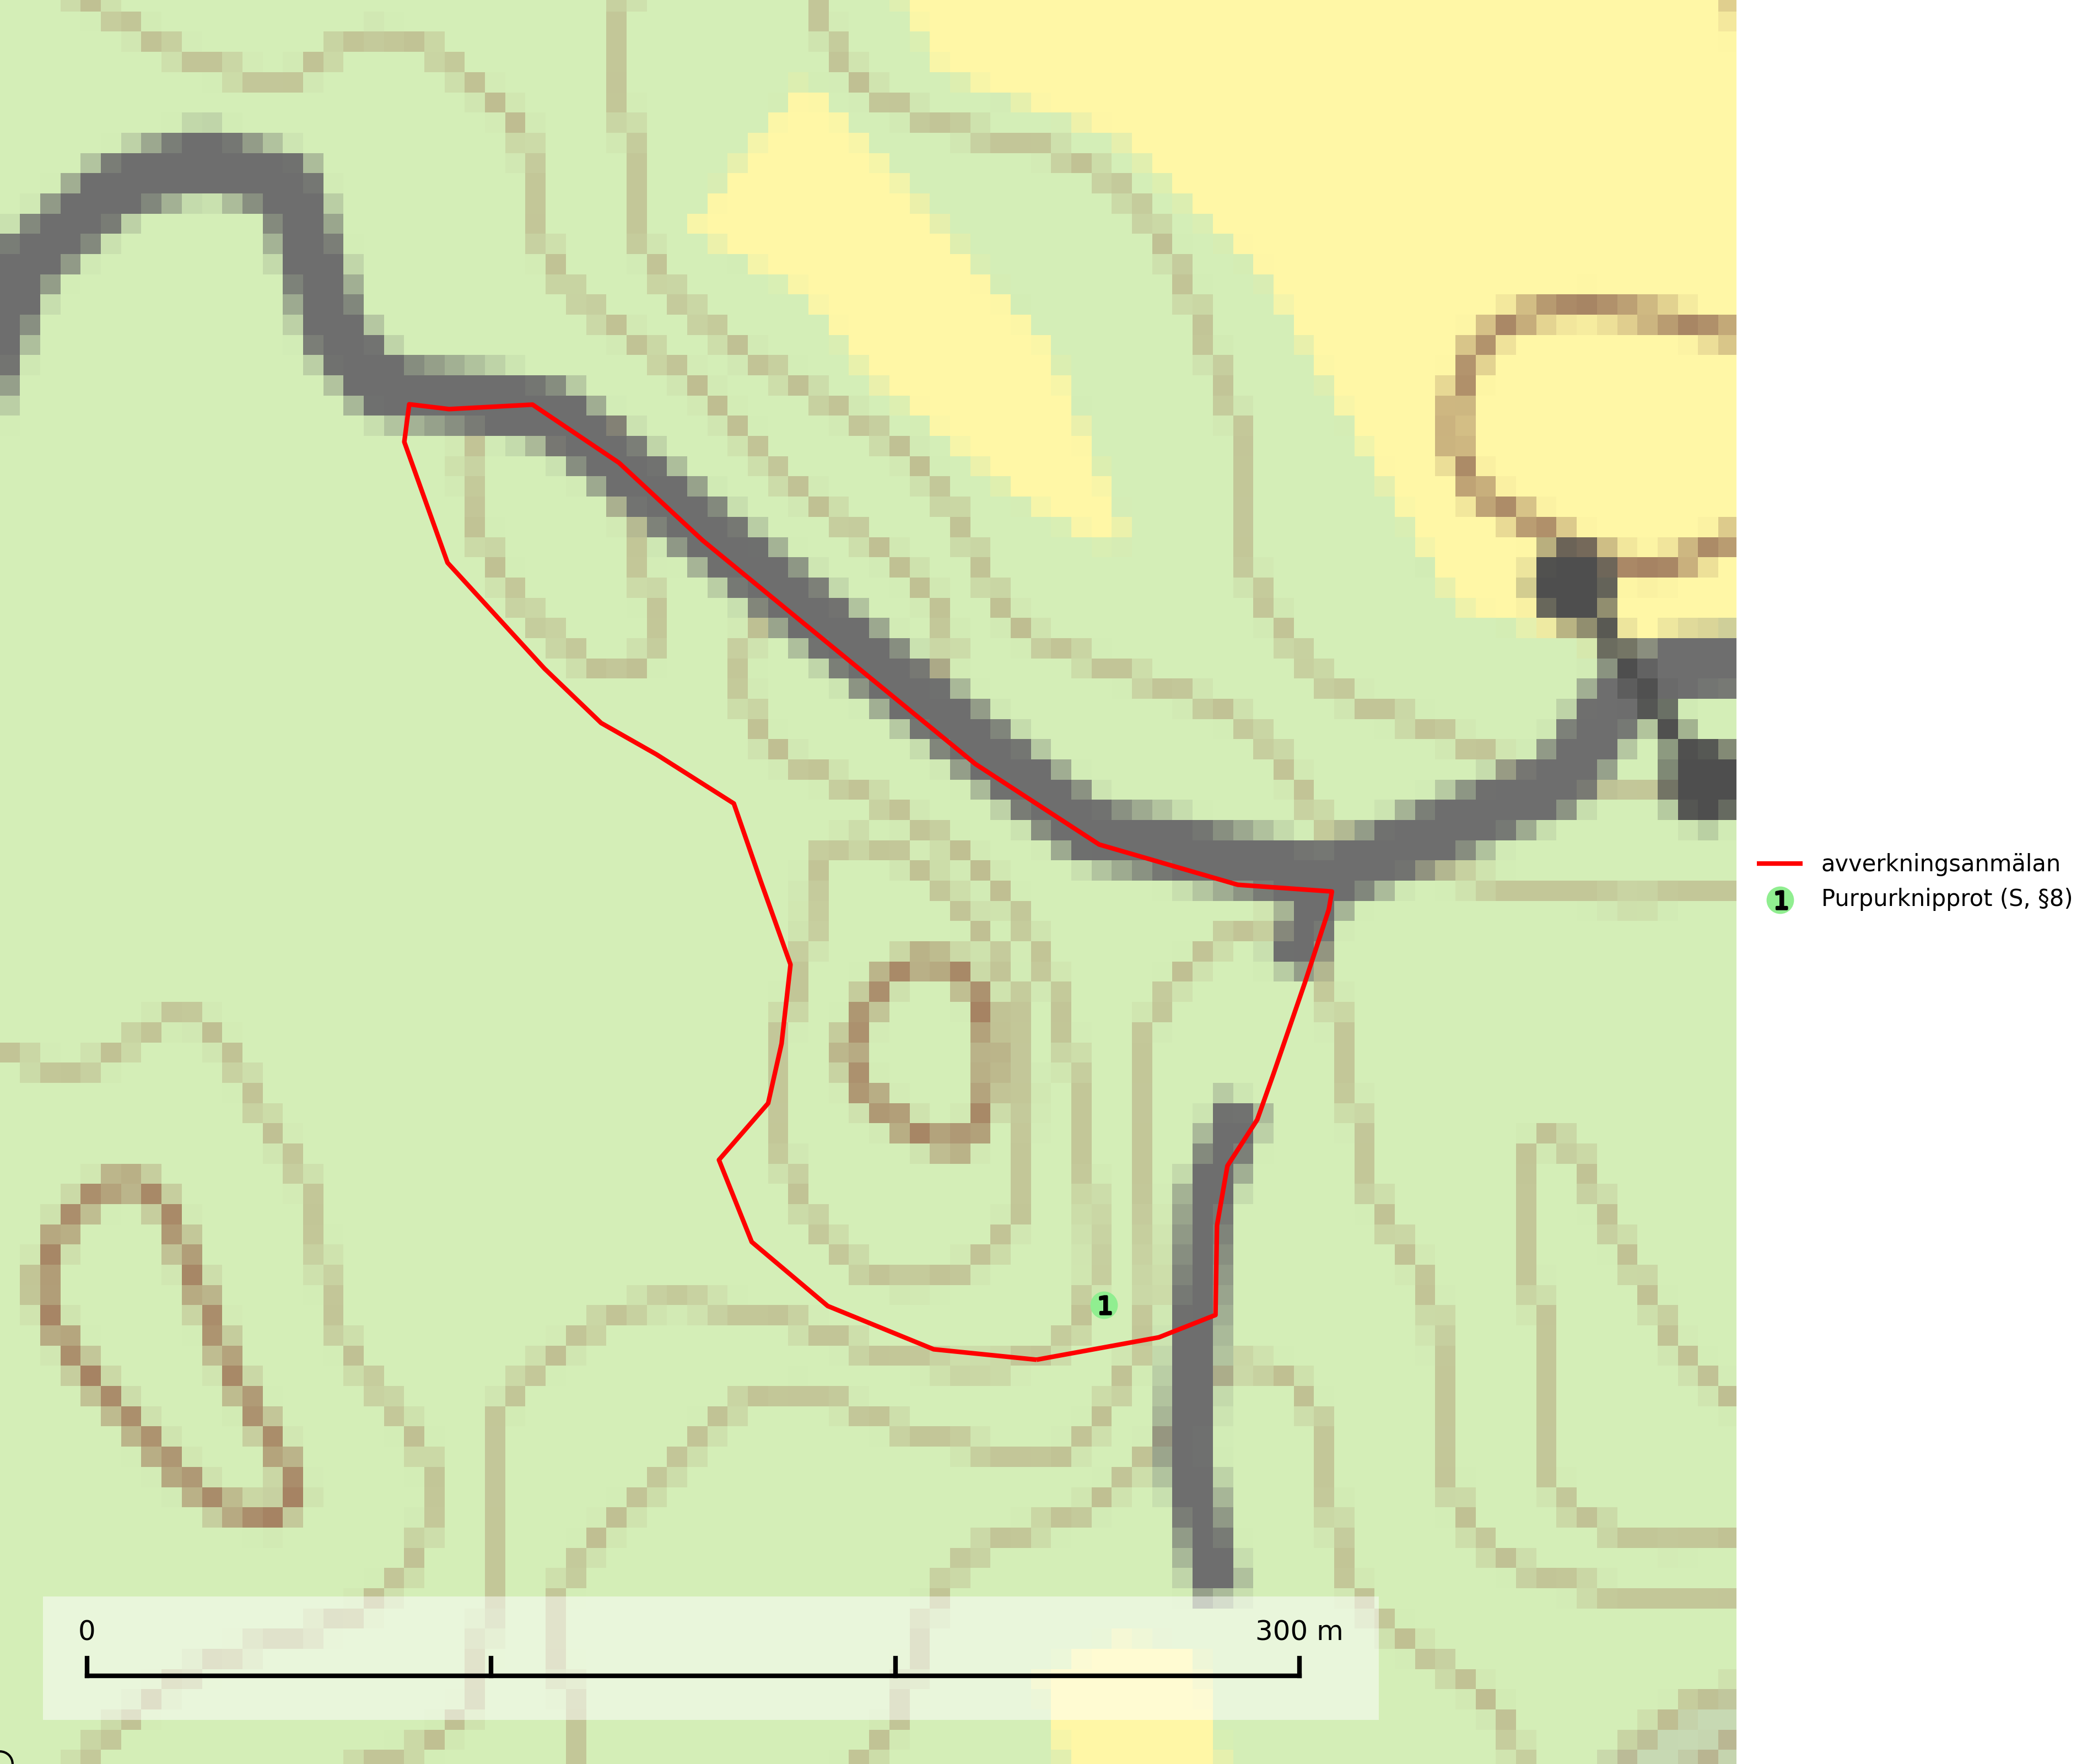 avverkningsanmälan
1 Purpurknipprot (S, §8)
1
0 300 m